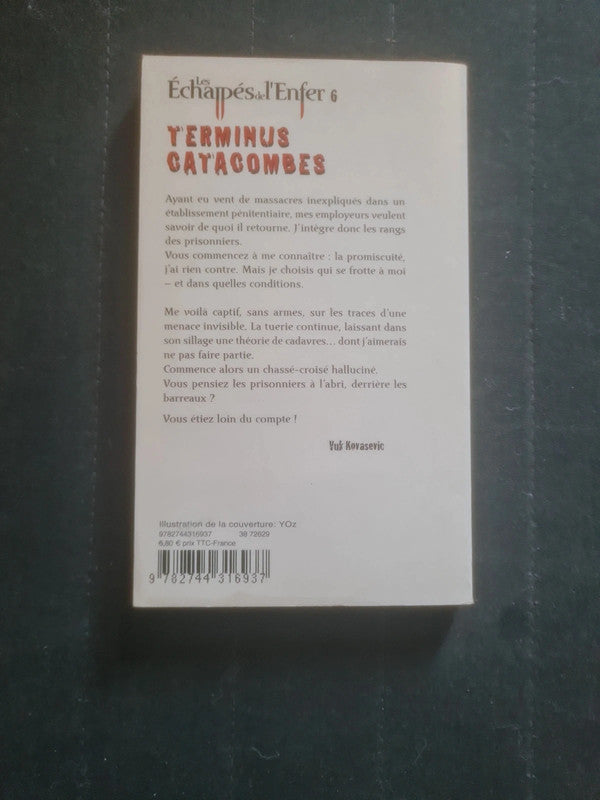 Les
Échappés de l'Enfer 6
TERMINUS
CATACOMBES
Ayant eu vent de massacres inexpliqués dans un
établissement pénitentiaire, mes employeurs veulent
savoir de quoi il retourne. J'intègre donc les rangs
des prisonniers.
Vous commencez à me connaître : la promiscuité,
j'ai rien contre. Mais je choisis qui se frotte à moi
– et dans quelles conditions.
Me voilà captif, sans armes, sur les traces d'une
menace invisible. La tuerie continue, laissant dans
son sillage une théorie de cadavres... dont j'aimerais
ne pas faire partie.
Commence alors un chassé-croisé halluciné.
Vous pensiez les prisonniers à l'abri, derrière les
barreaux ?
Vous étiez loin du compte !
Vuk Kovasevic
Illustration de la couverture: YOz
9782744316937 38 72629
6,80 € prix TTC-France
9 782744 316937